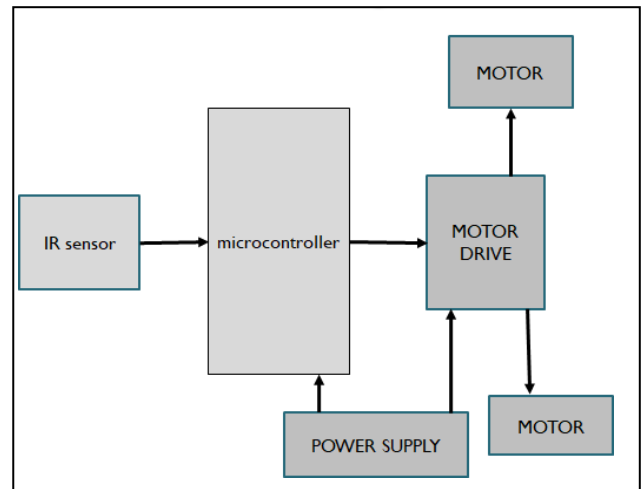 MOTOR
IR sensor
microcontroller
MOTOR
DRIVE
POWER SUPPLY
MOTOR